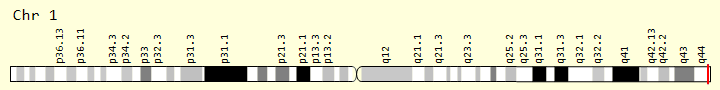 Chr 1
p36.13
p36.11
p34.3
p34.2
p33
p32.3
p31.3
p31.1
p21.3
p21.1
p13.3
p13.2
q12
q21.1
q21.3
q23.3
q25.2
q25.3
q31.1
q31.3
q32.1
q32.2
q41
q42.13
q42.2
q43
q44